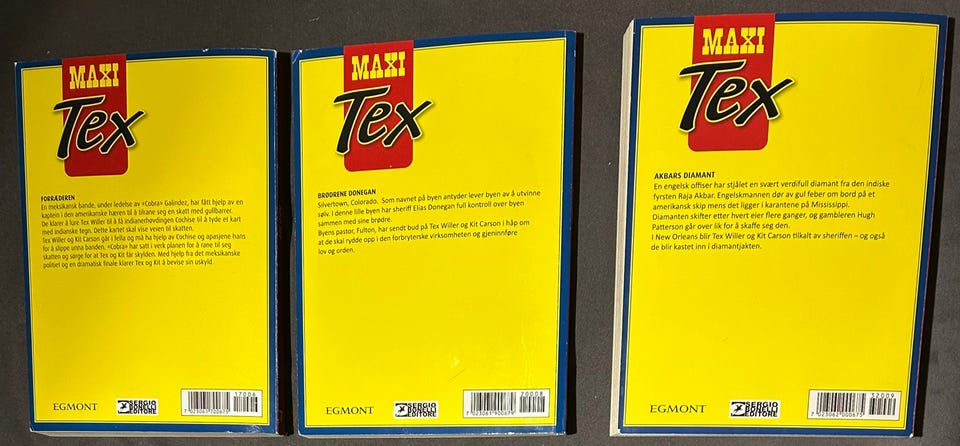 MAXI
Tex
FORRÆDEREN
En meksikansk bande, under ledelse av «Cobra» Galindez, har fått hjelp av en
kaptein i den amerikanske hæren til å tilrane seg en skatt med gullbarrer.
De klarer å lure Tex Willer til å få indianerhøvdingen Cochise til å tyde et kart
med indianske tegn. Dette kartet skal vise veien til skatten.
Tex Willer og Kit Carson går i fella og må ha hjelp av Cochise og apasjene hans
for å slippe unna banden. «Cobra» har satt i verk planen for å rane til seg
skatten og sørge for at Tex og Kit får skylden. Med hjelp fra det meksikanske
politiet og en dramatisk finale klarer Tex og Kit å bevise sin uskyld.
EGMONT
SERGIO
BONELLI
EDITORE
17006
7 023061 700675
MAXI
Tex
BRØDRENE DONEGAN
Silvertown, Colorado. Som navnet på byen antyder lever byen av å utvinne
sølv. I denne lille byen har sheriff Elias Donegan full kontroll over byen
sammen med sine brødre.
Byens pastor, Fulton, har sendt bud på Tex Willer og Kit Carson i håp om
at de skal rydde opp i den forbryterske virksomheten og gjeninnføre
lov og orden.
EGMONT
SERGIO
BONELLI
EDITORE
20008
7 023061 900679
MAXI
Tex
AKBARS DIAMANT
En engelsk offiser har stjålet en svært verdifull diamant fra den indiske
fyrsten Raja Akbar. Engelskmannen dør av gul feber om bord på et
amerikansk skip mens det ligger i karantene på Mississippi.
Diamanten skifter etter hvert eier flere ganger, og gambleren Hugh
Patterson går over lik for å skaffe seg den.
I New Orleans blir Tex Willer og Kit Carson tilkalt av sheriffen – og også
de blir kastet inn i diamantjakten.
EGMONT
SERGIO
BONELLI
EDITORE
32009
7 023062 000675